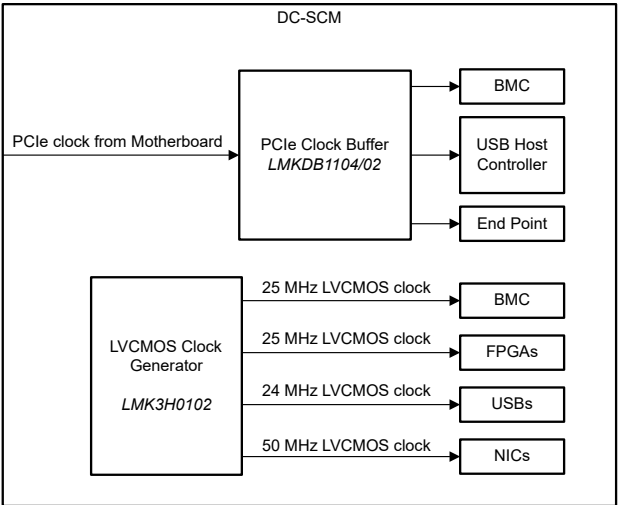 DC-SCM
PCIe clock from Motherboard
PCIe Clock Buffer
LMKDB1104/02
BMC
USB Host
Controller
End Point
LVCMOS Clock
Generator
LMK3H0102
25 MHz LVCMOS clock
BMC
25 MHz LVCMOS clock
FPGAs
24 MHz LVCMOS clock
USBs
50 MHz LVCMOS clock
NICs